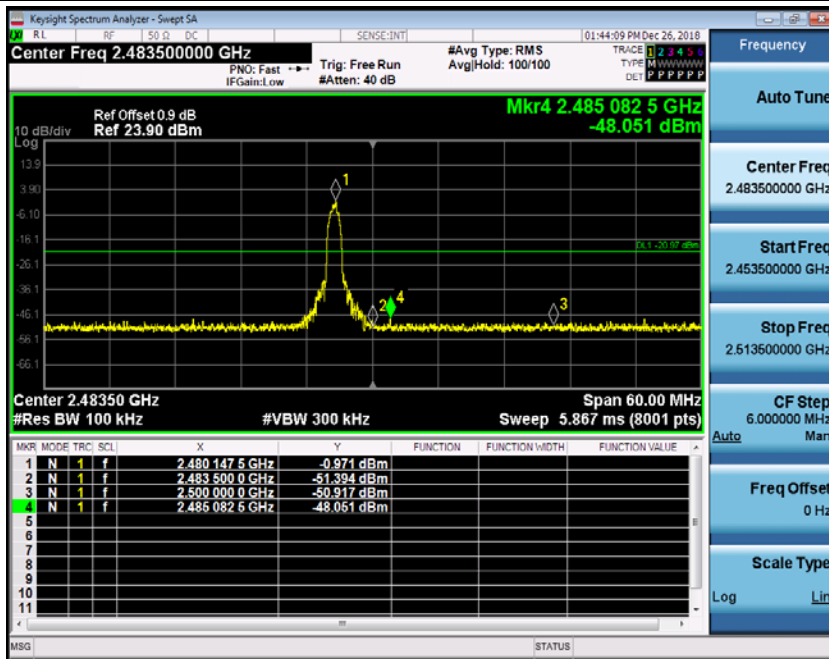 Keysight Spectrum Analyzer - Swept SA
RL RF 50 Ω DC SENSE:INT 01:44:09 PM Dec 26, 2018
Center Freq 2.483500000 GHz
PNO: Fast
IFGain:Low
Trig: Free Run
#Atten: 40 dB
#Avg Type: RMS
Avg|Hold: 100/100
TRACE 1 2 3 4 5 6
TYPE M WWWWW
DET P P P P P P
Frequency
Mkr4 2.485 082 5 GHz
-48.051 dBm
Ref Offset 0.9 dB
10 dB/div Ref 23.90 dBm
Log
13.9
3.90
-6.10
-16.1
-26.1
-36.1
-46.1
-56.1
-66.1
1
2
4
3
DL1 -20.97 dBm
Center 2.48350 GHz Span 60.00 MHz
#Res BW 100 kHz #VBW 300 kHz Sweep 5.867 ms (8001 pts)
MKR MODE TRC SCL X Y FUNCTION FUNCTION WIDTH FUNCTION VALUE
1 N 1 f 2.480 147 5 GHz -0.971 dBm
2 N 1 f 2.483 500 0 GHz -51.394 dBm
3 N 1 f 2.500 000 0 GHz -50.917 dBm
4 N 1 f 2.485 082 5 GHz -48.051 dBm
5
6
7
8
9
10
11
Auto Tune
Center Freq
2.483500000 GHz
Start Freq
2.453500000 GHz
Stop Freq
2.513500000 GHz
CF Step
6.000000 MHz
Auto Man
Freq Offset
0 Hz
Scale Type
Log Lin
MSG STATUS